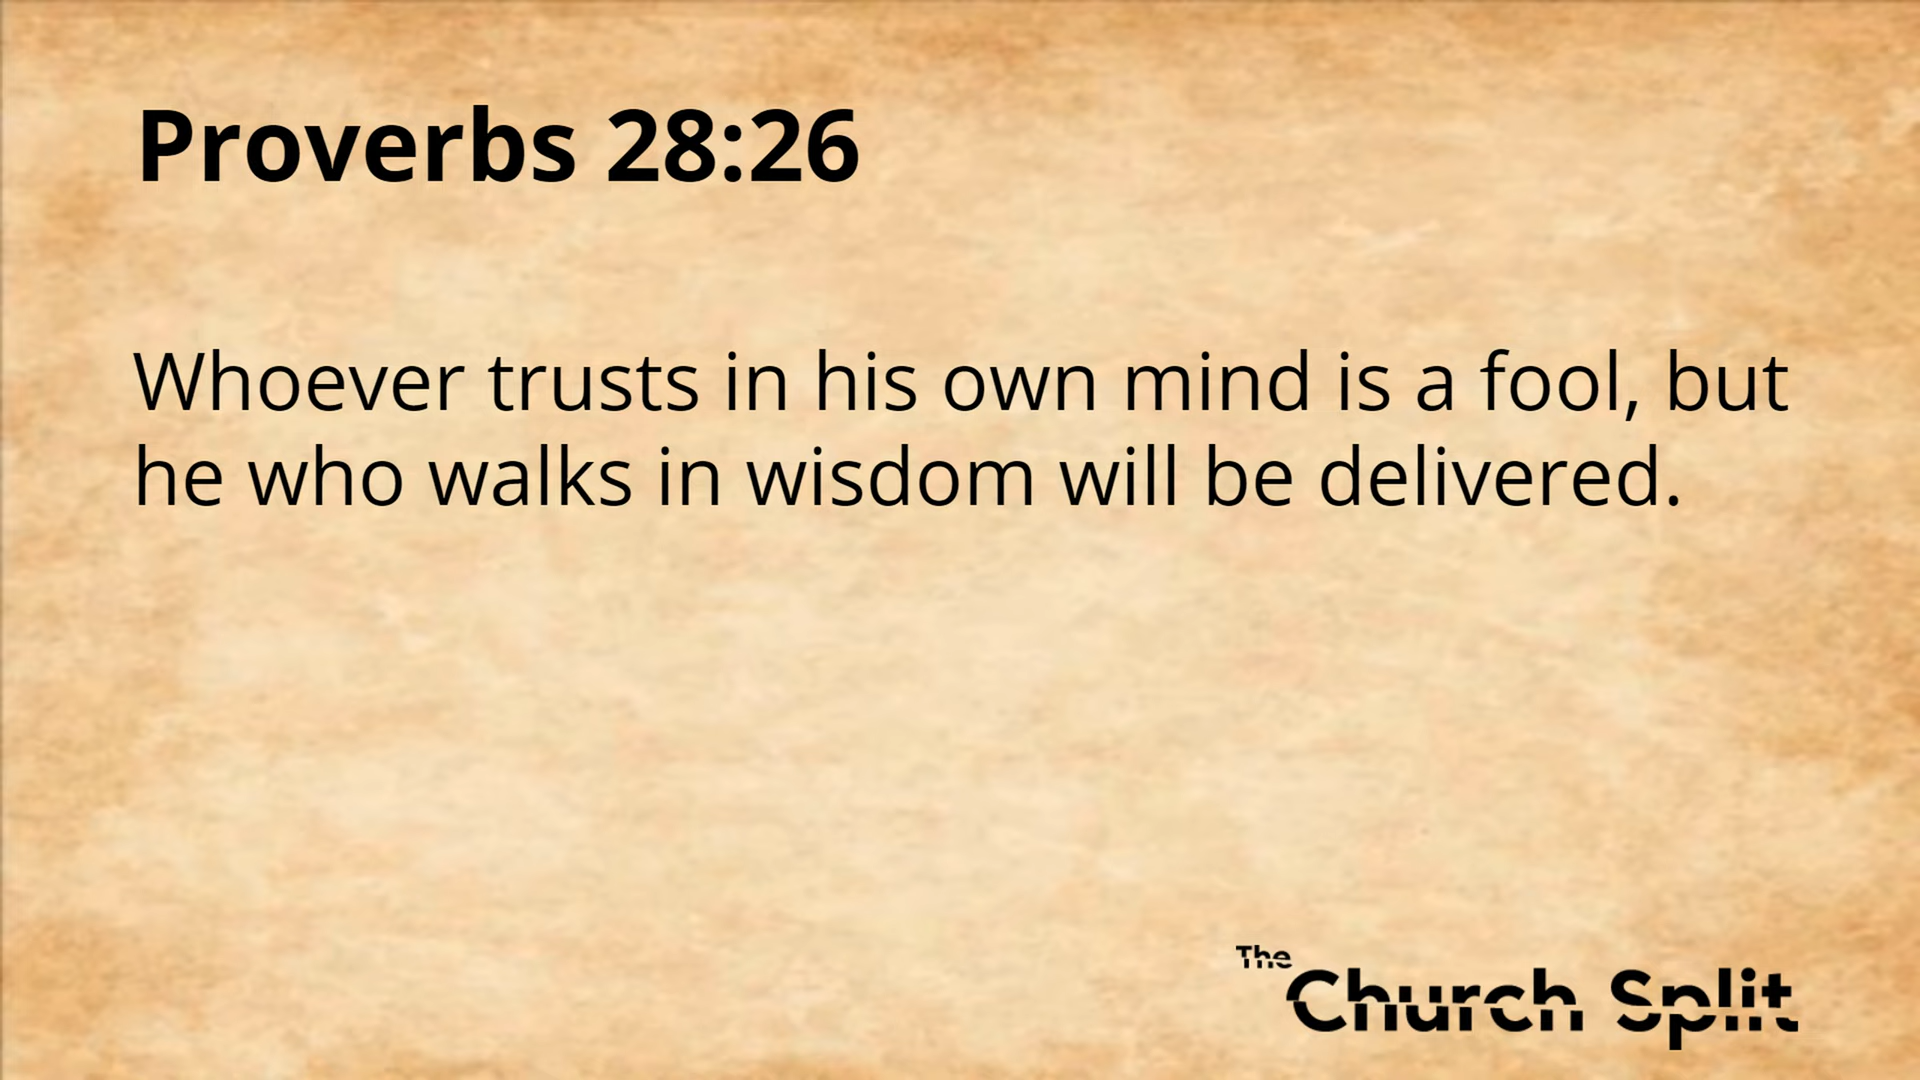 Proverbs 28:26
Whoever trusts in his own mind is a fool, but
he who walks in wisdom will be delivered.
The
Church Split